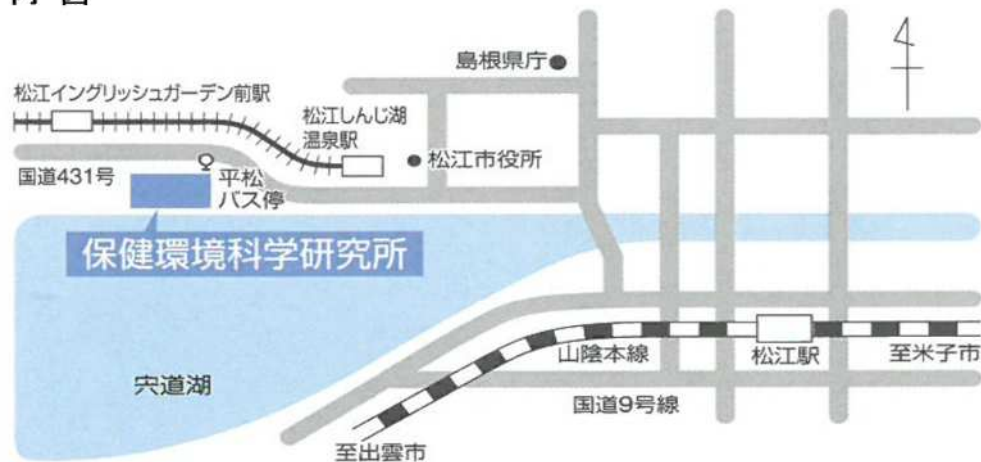 島根県庁
松江イングリッシュガーデン前駅
松江しんじ湖
温泉駅
松江市役所
国道431号
平松
バス停
保健環境科学研究所
山陰本線
松江駅
至米子市
宍道湖
国道9号線
至出雲市